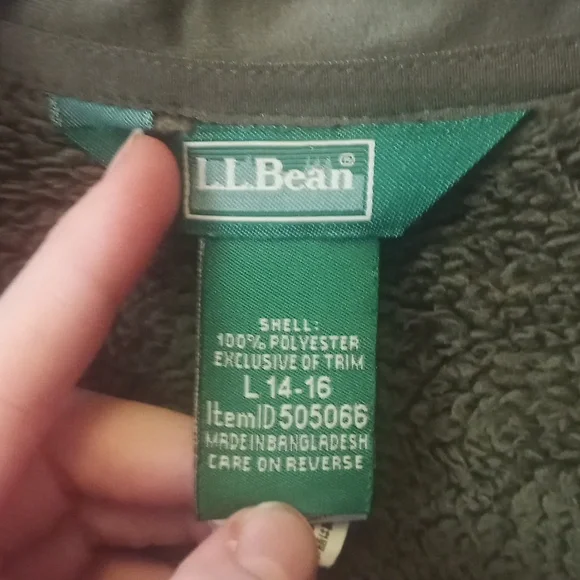 L.L.Bean®
SHELL:
100% POLYESTER
EXCLUSIVE OF TRIM
L 14-16
ItemID 505066
MADE IN BANGLADESH
CARE ON REVERSE